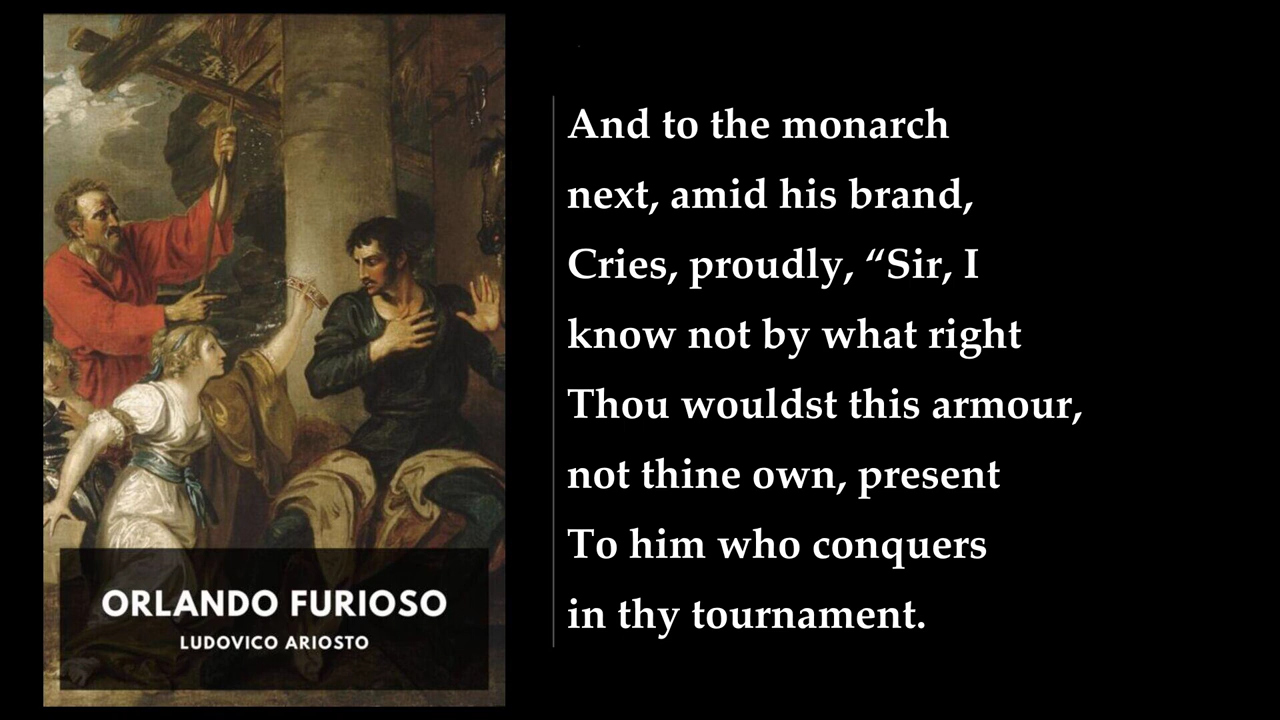 ORLANDO FURIOSO
LUDOVICO ARIOSTO
And to the monarch
next, amid his brand,
Cries, proudly, “Sir, I
know not by what right
Thou wouldst this armour,
not thine own, present
To him who conquers
in thy tournament.